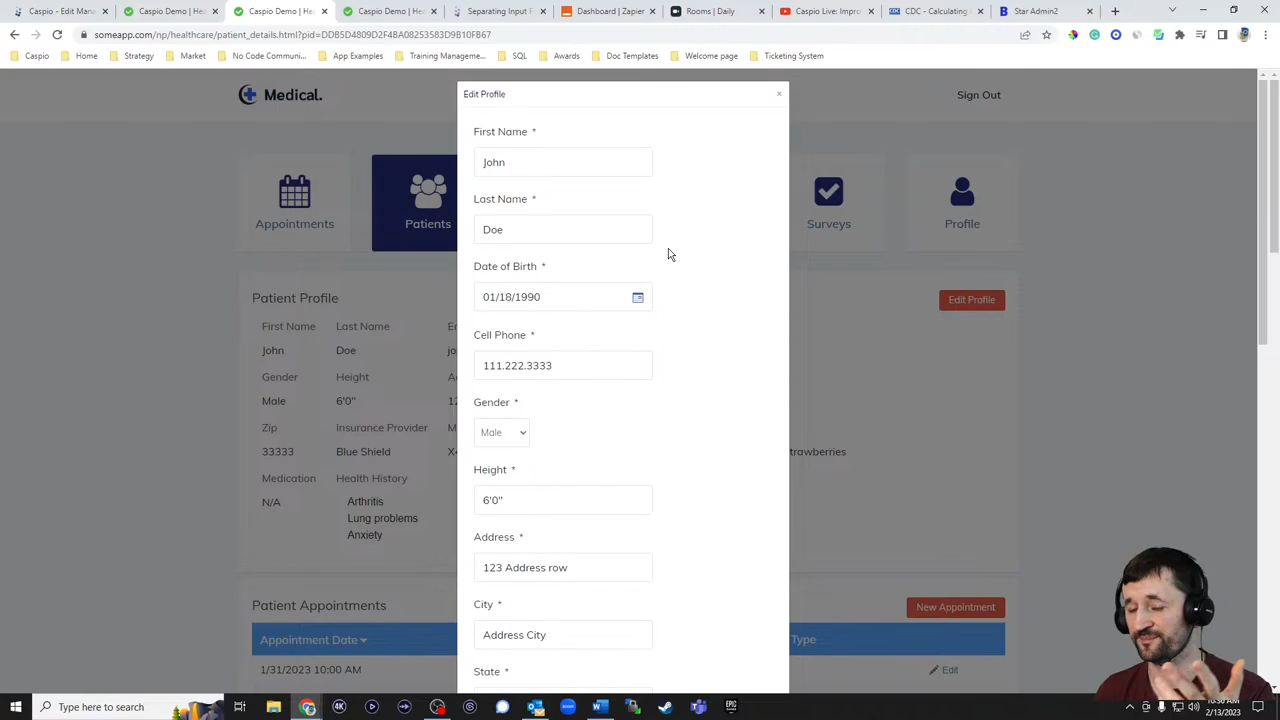 Caspio - Edit Mana
Caspio Demo | Hea
Caspio Demo | Hea
Caspio Demo | Hea
Separating Input F
Dashboard | Zapier
Rooms | Daily
Caspio Live: Impro
CDC - Calculating
Star Admin2
someapp.com/np/healthcare/patient_details.html?pid=DDB5D4809D2F4BA08253583D9B10FB67
Caspio
Home
Strategy
Market
No Code Communi...
App Examples
Training Manageme...
SQL
Awards
Doc Templates
Welcome page
Ticketing System
Medical.
Sign Out
Edit Profile
Appointments
Patients
Surveys
Profile
First Name *
John
Last Name *
Doe
Date of Birth *
01/18/1990
Cell Phone *
111.222.3333
Gender *
Male
Height *
6'0"
Address *
123 Address row
City *
Address City
State *
Patient Profile
Edit Profile
First Name
Last Name
John
Doe
Gender
Height
Male
6'0"
Zip
Insurance Provider
33333
Blue Shield
trawberries
Medication
Health History
N/A
Arthritis
Lung problems
Anxiety
Patient Appointments
New Appointment
Appointment Date
Type
1/31/2023 10:00 AM
Edit
Type here to search
2/13/2023